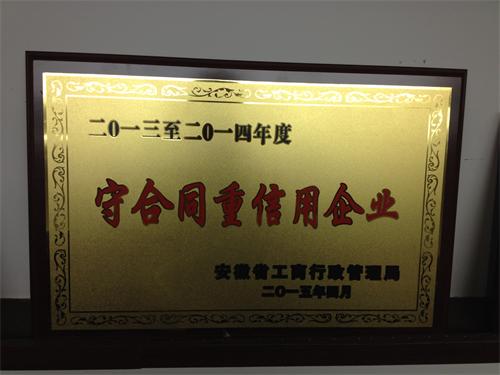 二〇一三至二〇一四年度
守合同重信用企业
安徽省工商行政管理局
二〇一五年四月